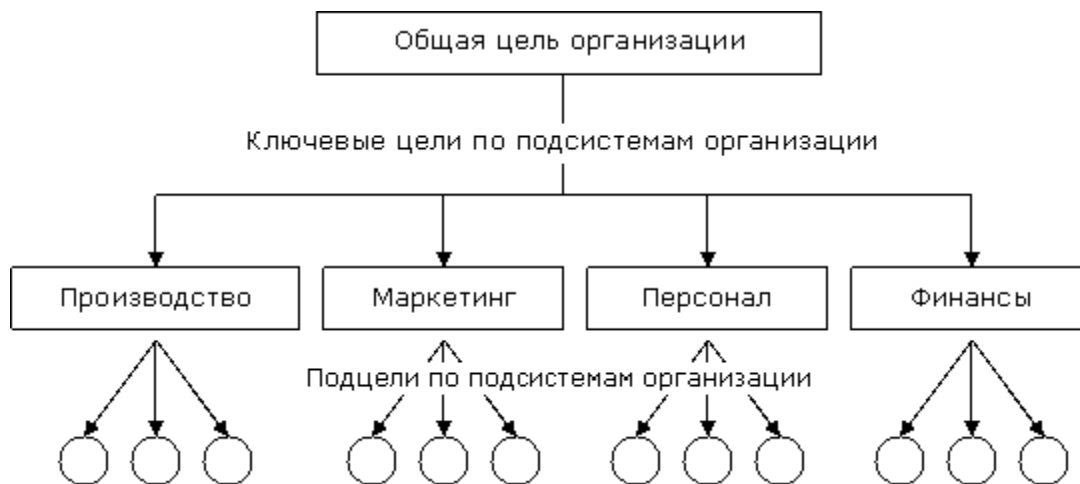 Общая цель организации
Ключевые цели по подсистемам организации
Производство
Маркетинг
Персонал
Финансы
Подцели по подсистемам организации